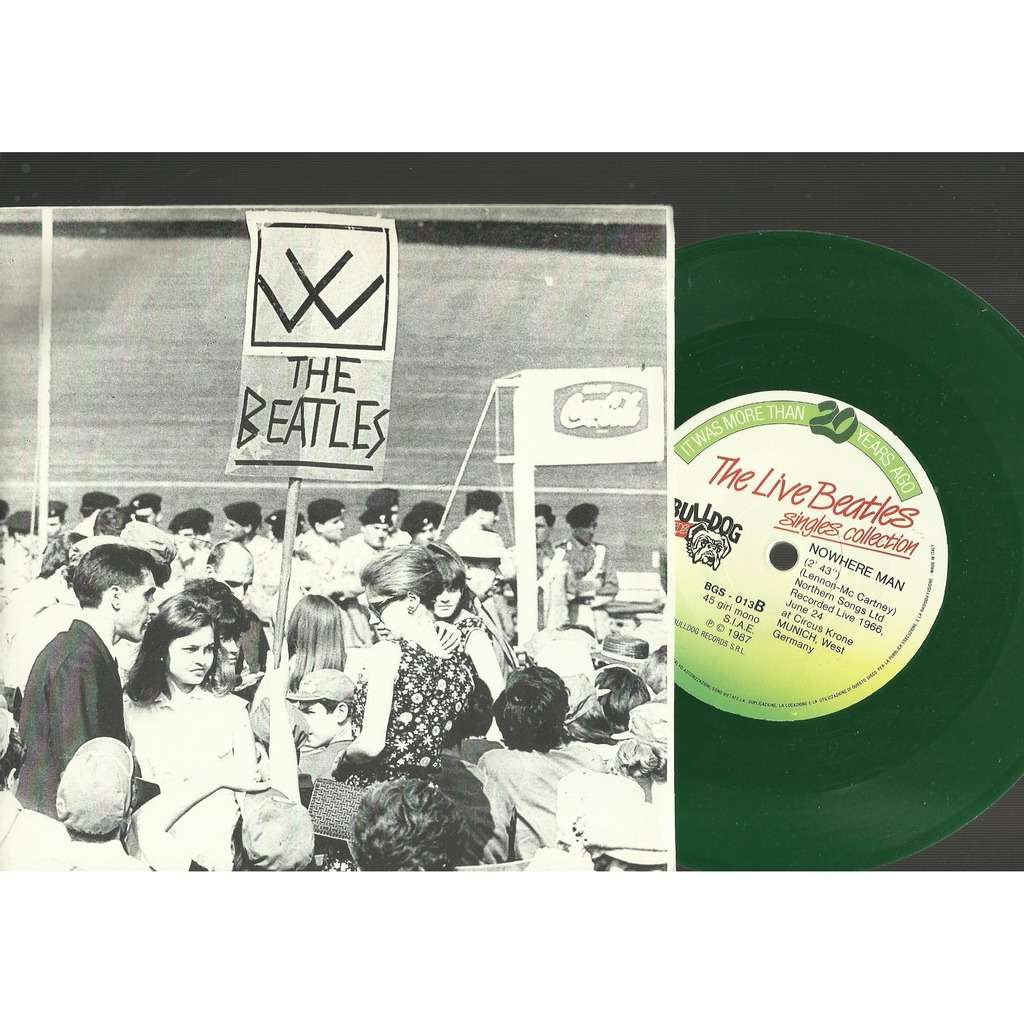 W
THE
BEATLES
Coca-Cola
IT WAS MORE THAN 20 YEARS AGO
The Live Beatles
singles collection
BULLDOG
NOWHERE MAN
(2' 43")
(Lennon-Mc Cartney)
Northern Songs Ltd
Recorded Live 1966,
June 24
at Circus Krone
MUNICH, West
Germany
BGS - 013B
45 giri mono
S.I.A.E
℗ © 1987
BULLDOG RECORDS S.R.L.
MADE IN ITALY